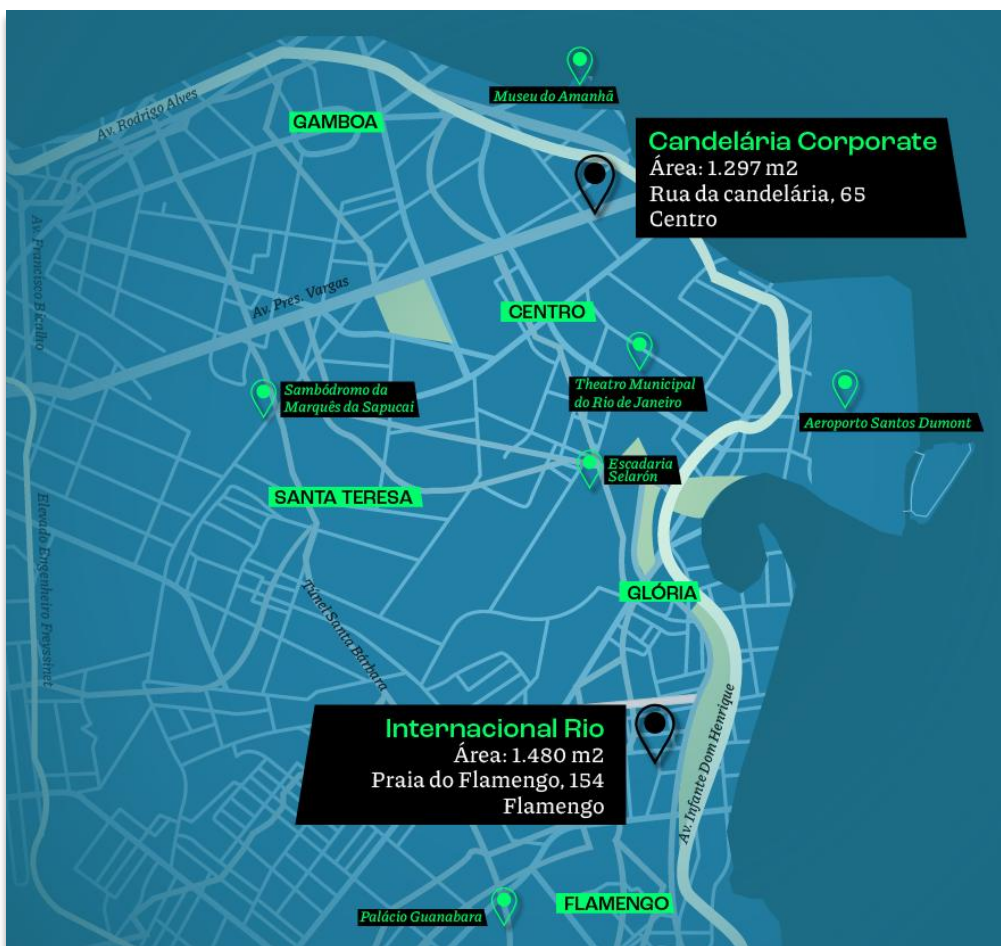 Museu do Amanhã
Av. Rodrigo Alves
GAMBOA
Candelária Corporate
Área: 1.297 m2
Rua da candelária, 65
Centro
Av. Francisco Bicalho
Av. Pres. Vargas
CENTRO
Theatro Municipal
do Rio de Janeiro
Sambódromo da
Marquês da Sapucai
Aeroporto Santos Dumont
Escadaria
Selarón
SANTA TERESA
Elevado Engenheiro Freyssinet
Túnel Santa Bárbara
GLÓRIA
Internacional Rio
Área: 1.480 m2
Praia do Flamengo, 154
Flamengo
Av. Infante Dom Henrique
FLAMENGO
Palácio Guanabara